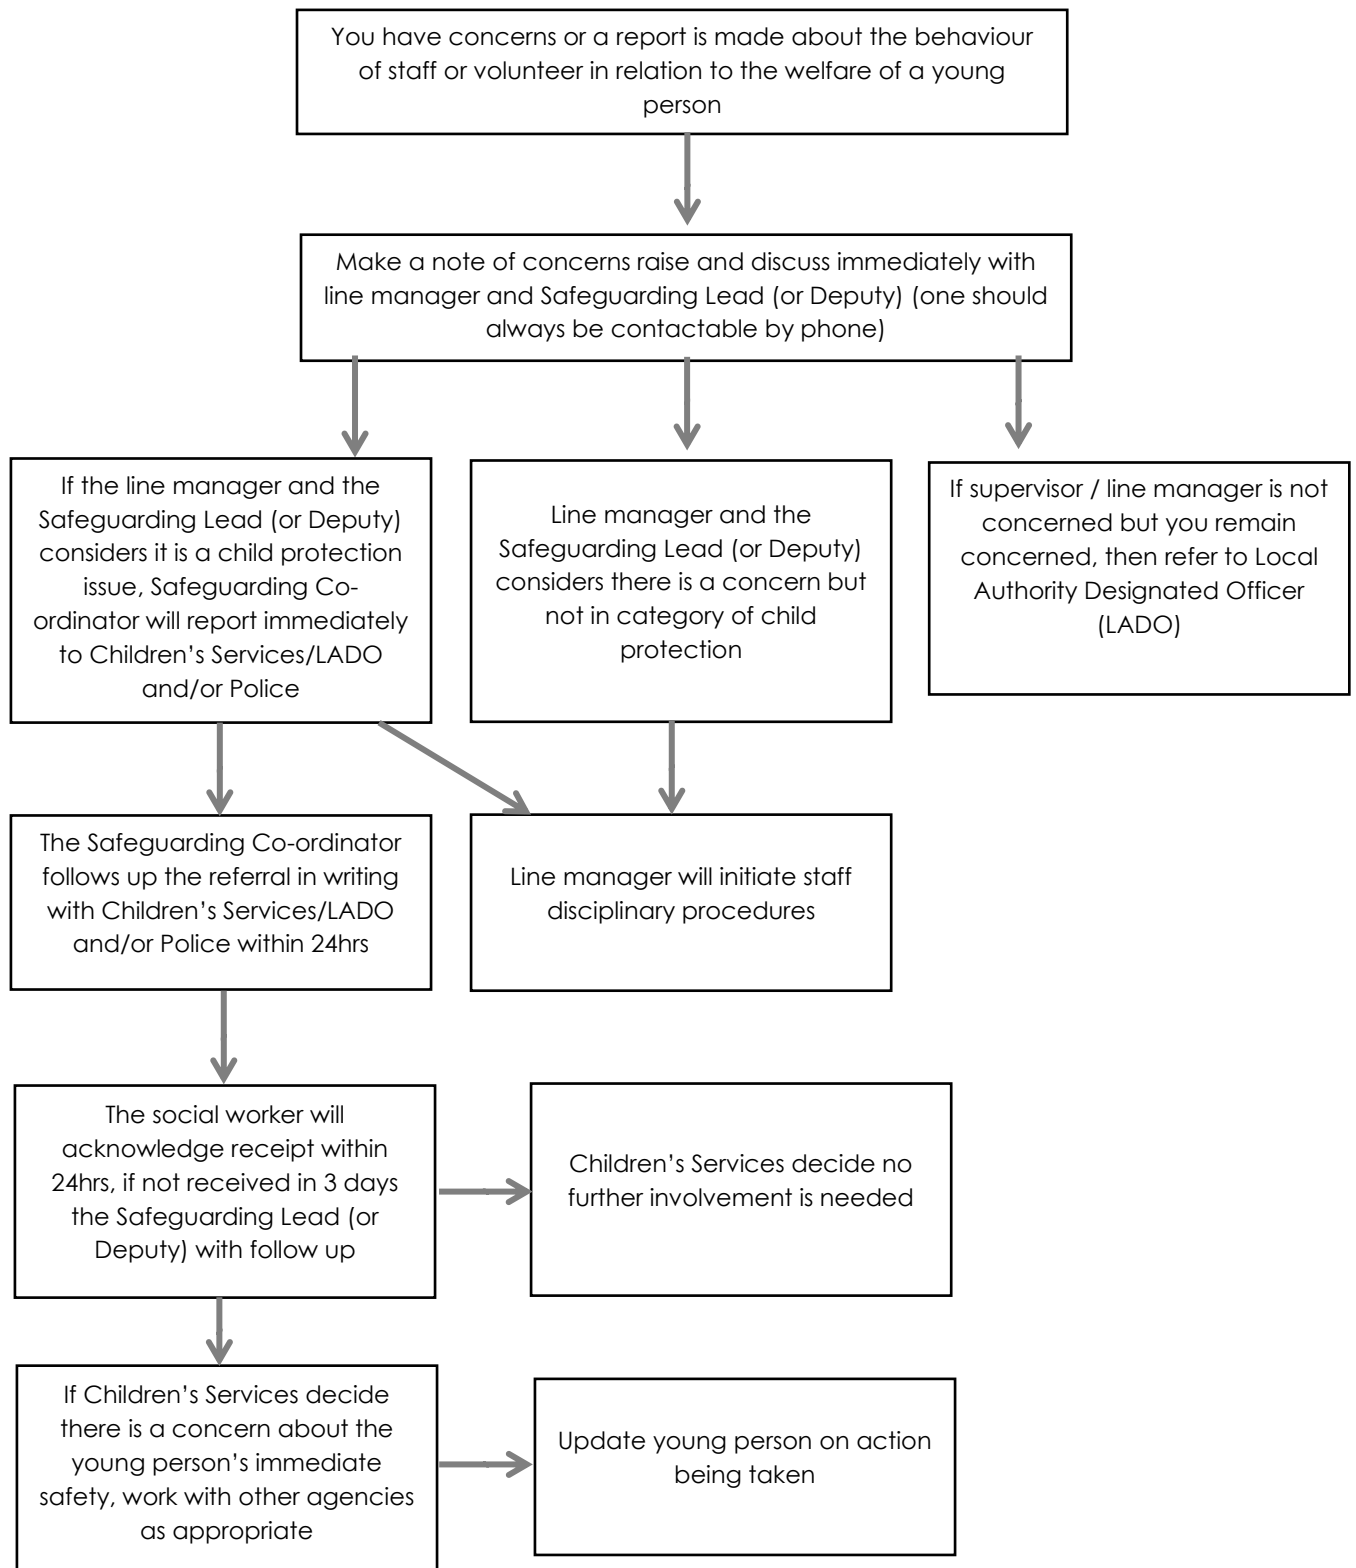 You have concerns or a report is made about the behaviour
of staff or volunteer in relation to the welfare of a young
person
Make a note of concerns raise and discuss immediately with
line manager and Safeguarding Lead (or Deputy) (one should
always be contactable by phone)
If the line manager and the
Safeguarding Lead (or Deputy)
considers it is a child protection
issue, Safeguarding Co-
ordinator will report immediately
to Children’s Services/LADO
and/or Police
Line manager and the
Safeguarding Lead (or Deputy)
considers there is a concern but
not in category of child
protection
If supervisor / line manager is not
concerned but you remain
concerned, then refer to Local
Authority Designated Officer
(LADO)
The Safeguarding Co-ordinator
follows up the referral in writing
with Children’s Services/LADO
and/or Police within 24hrs
Line manager will initiate staff
disciplinary procedures
The social worker will
acknowledge receipt within
24hrs, if not received in 3 days
the Safeguarding Lead (or
Deputy) with follow up
Children’s Services decide no
further involvement is needed
If Children’s Services decide
there is a concern about the
young person’s immediate
safety, work with other agencies
as appropriate
Update young person on action
being taken